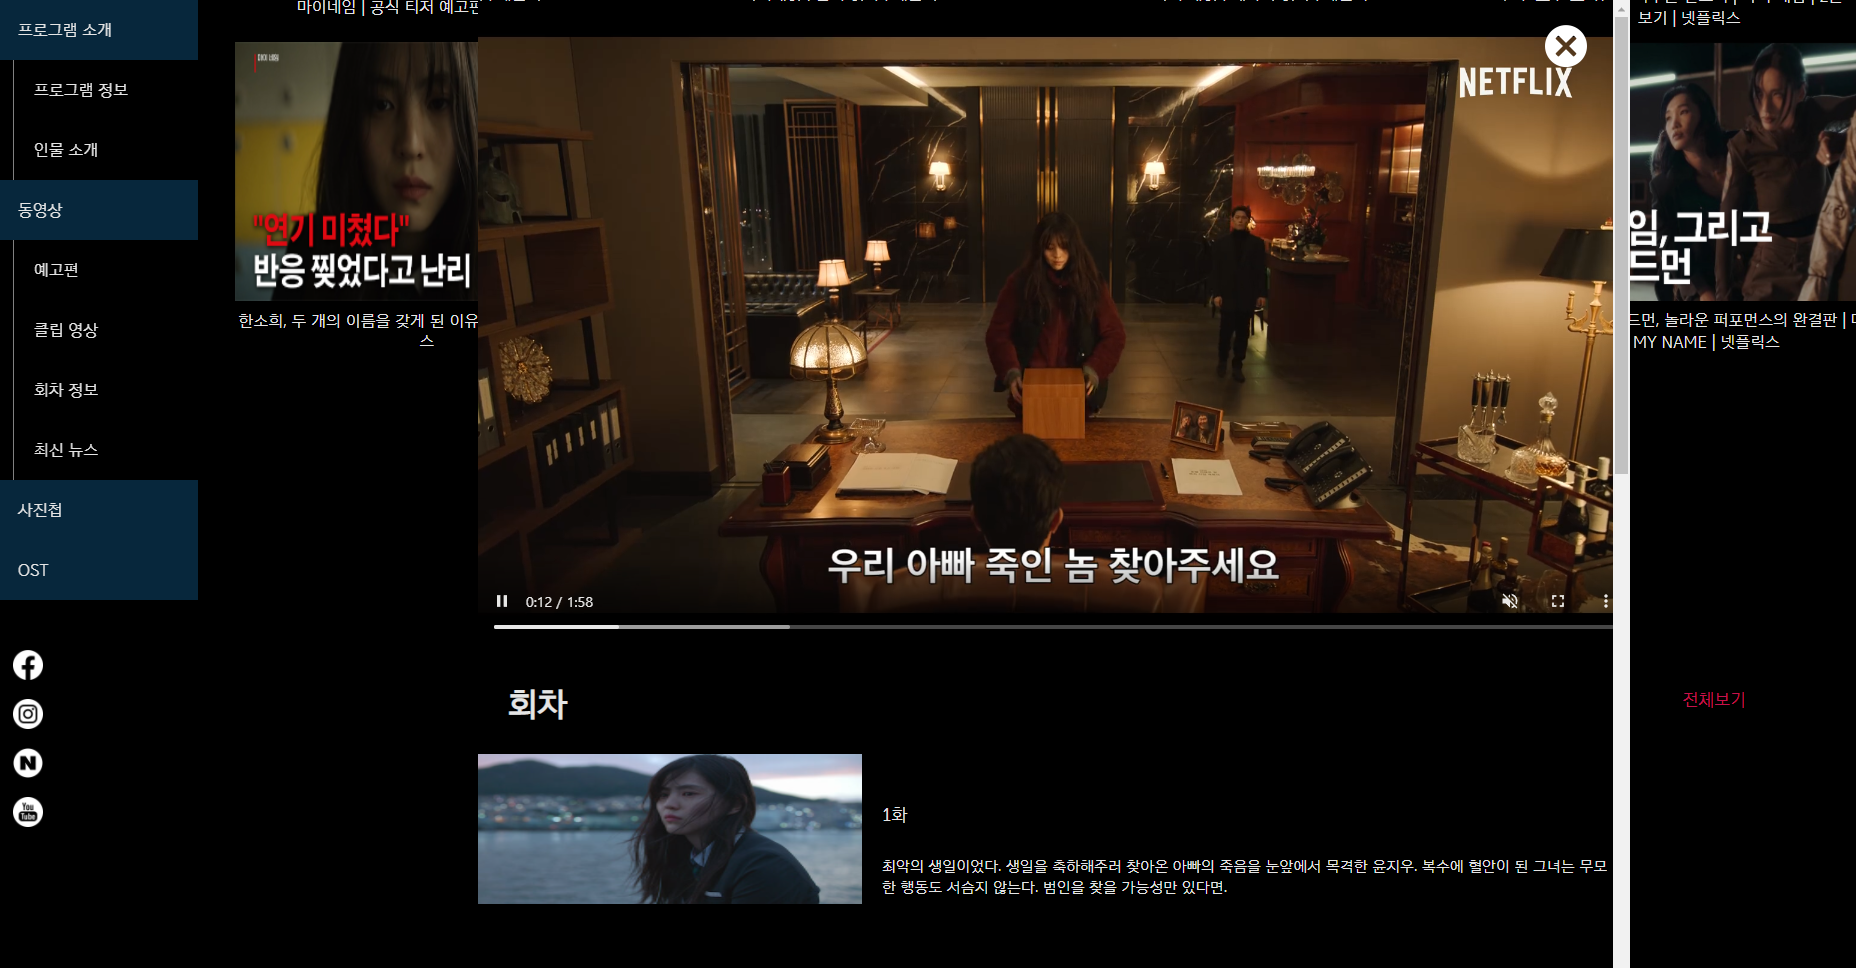 프로그램 소개
프로그램 정보
인물 소개
동영상
예고편
클립 영상
회차 정보
최신 뉴스
사진첩
OST
마이네임 | 공식 티저 예고편
"연기 미쳤다"
반응 찢었다고 난리
한소희, 두 개의 이름을 갖게 된 이유
스
NETFLIX
우리 아빠 죽인 놈 찾아주세요
0:12 / 1:58
회차
1화
최악의 생일이었다. 생일을 축하해주러 찾아온 아빠의 죽음을 눈앞에서 목격한 윤지우. 복수에 혈안이 된 그녀는 무모
한 행동도 서슴지 않는다. 범인을 찾을 가능성만 있다면.
보기 | 넷플릭스
임, 그리고
드먼
드먼, 놀라운 퍼포먼스의 완결판 |
MY NAME | 넷플릭스
전체보기
N
You
Tube